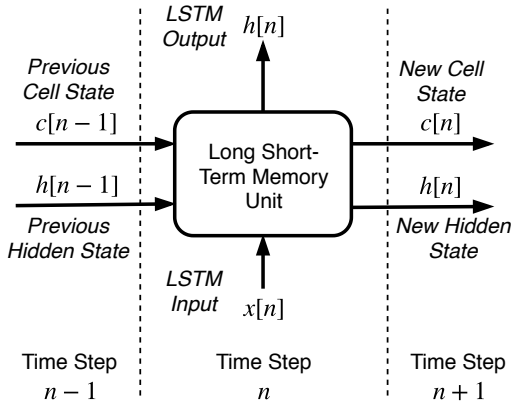 LSTM
Output
h[n]
Previous
Cell State
c[n − 1]
h[n − 1]
Previous
Hidden State
Long Short-
Term Memory
Unit
New Cell
State
c[n]
h[n]
New Hidden
State
LSTM
Input
x[n]
Time Step
n − 1
Time Step
n
Time Step
n + 1